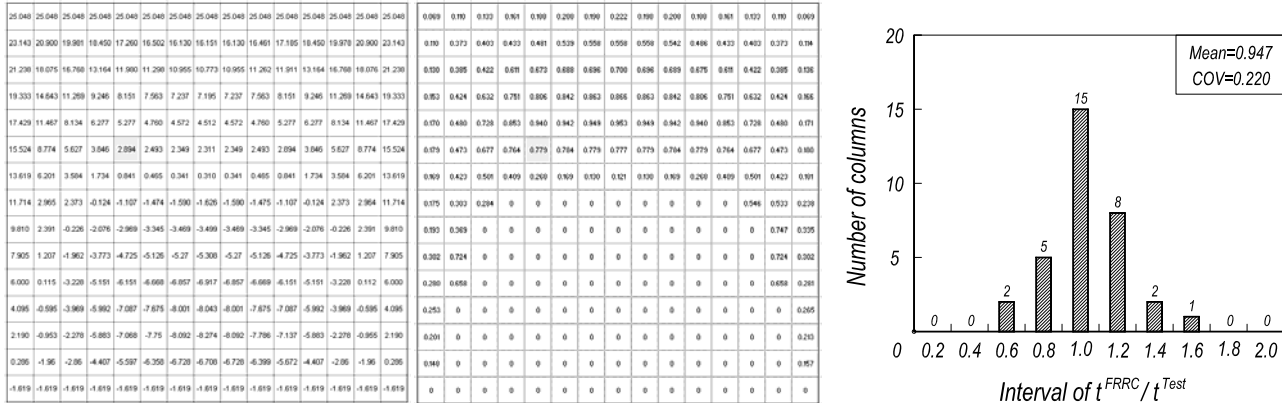 25.048 25.048 25.048 25.048 25.048 25.048 25.048 25.048 25.048 25.048 25.048 25.048 25.048 25.048 25.048
23.143 20.900 19.981 18.450 17.260 16.502 16.130 16.151 16.130 16.461 17.185 18.450 19.978 20.900 23.143
21.238 18.075 16.768 13.164 11.980 11.298 10.955 10.773 10.955 11.262 11.911 13.164 16.768 18.076 21.238
19.333 14.643 11.269 9.246 8.151 7.563 7.237 7.195 7.237 7.563 8.151 9.246 11.269 14.643 19.333
17.429 11.467 8.134 6.277 5.277 4.760 4.572 4.512 4.572 4.760 5.277 6.277 8.134 11.467 17.429
15.524 8.774 5.627 3.846 2.894 2.493 2.349 2.311 2.349 2.493 2.894 3.846 5.627 8.774 15.524
13.619 6.201 3.584 1.734 0.841 0.465 0.341 0.310 0.341 0.465 0.841 1.734 3.584 6.201 13.619
11.714 2.965 2.373 -0.124 -1.107 -1.474 -1.590 -1.626 -1.590 -1.475 -1.107 -0.124 2.373 2.964 11.714
9.810 2.391 -0.226 -2.076 -2.969 -3.345 -3.469 -3.499 -3.469 -3.345 -2.969 -2.076 -0.226 2.391 9.810
7.905 1.207 -1.962 -3.773 -4.725 -5.126 -5.27 -5.308 -5.27 -5.126 -4.725 -3.773 -1.962 1.207 7.905
6.000 0.115 -3.228 -5.151 -6.151 -6.668 -6.857 -6.917 -6.857 -6.669 -6.151 -5.151 -3.228 0.112 6.000
4.095 -0.595 -3.969 -5.992 -7.087 -7.675 -8.001 -8.043 -8.001 -7.675 -7.087 -5.992 -3.969 -0.595 4.095
2.190 -0.953 -2.278 -5.883 -7.068 -7.75 -8.092 -8.274 -8.092 -7.786 -7.137 -5.883 -2.278 -0.955 2.190
0.286 -1.96 -2.86 -4.407 -5.597 -6.358 -6.728 -6.708 -6.728 -6.399 -5.672 -4.407 -2.86 -1.96 0.286
-1.619 -1.619 -1.619 -1.619 -1.619 -1.619 -1.619 -1.619 -1.619 -1.619 -1.619 -1.619 -1.619 -1.619 -1.619
0.069 0.110 0.133 0.161 0.198 0.200 0.198 0.222 0.198 0.200 0.198 0.161 0.133 0.110 0.069
0.110 0.373 0.403 0.433 0.481 0.539 0.558 0.558 0.558 0.542 0.486 0.433 0.403 0.373 0.114
0.130 0.385 0.422 0.611 0.673 0.688 0.696 0.700 0.696 0.689 0.675 0.611 0.422 0.385 0.136
0.153 0.424 0.632 0.751 0.806 0.842 0.863 0.866 0.863 0.842 0.806 0.751 0.632 0.424 0.166
0.170 0.480 0.728 0.853 0.940 0.942 0.949 0.953 0.949 0.942 0.940 0.853 0.728 0.480 0.171
0.179 0.473 0.677 0.764 0.779 0.784 0.779 0.777 0.779 0.784 0.779 0.764 0.677 0.473 0.180
0.169 0.423 0.501 0.409 0.260 0.169 0.130 0.121 0.130 0.169 0.260 0.409 0.501 0.423 0.191
0.175 0.303 0.284 0 0 0 0 0 0 0 0 0 0.546 0.533 0.238
0.193 0.369 0 0 0 0 0 0 0 0 0 0 0 0.747 0.335
0.302 0.724 0 0 0 0 0 0 0 0 0 0 0 0.724 0.302
0.280 0.658 0 0 0 0 0 0 0 0 0 0 0 0.658 0.281
0.253 0 0 0 0 0 0 0 0 0 0 0 0 0 0.265
0.201 0 0 0 0 0 0 0 0 0 0 0 0 0 0.213
0.140 0 0 0 0 0 0 0 0 0 0 0 0 0 0.157
0 0 0 0 0 0 0 0 0 0 0 0 0 0 0
20
15
10
5
Number of columns
Mean=0.947
COV=0.220
0 0 2 5 15 8 2 1 0 0
0 0.2 0.4 0.6 0.8 1.0 1.2 1.4 1.6 1.8 2.0
Interval of t^FRRC / t^Test